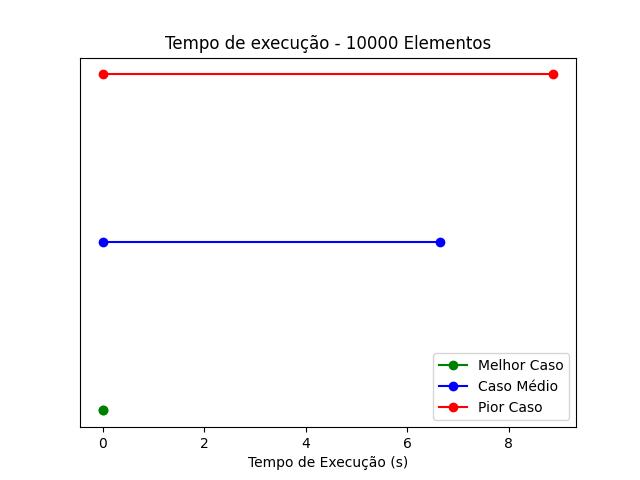 Tempo de execução - 10000 Elementos
Melhor Caso
Caso Médio
Pior Caso
0 2 4 6 8
Tempo de Execução (s)